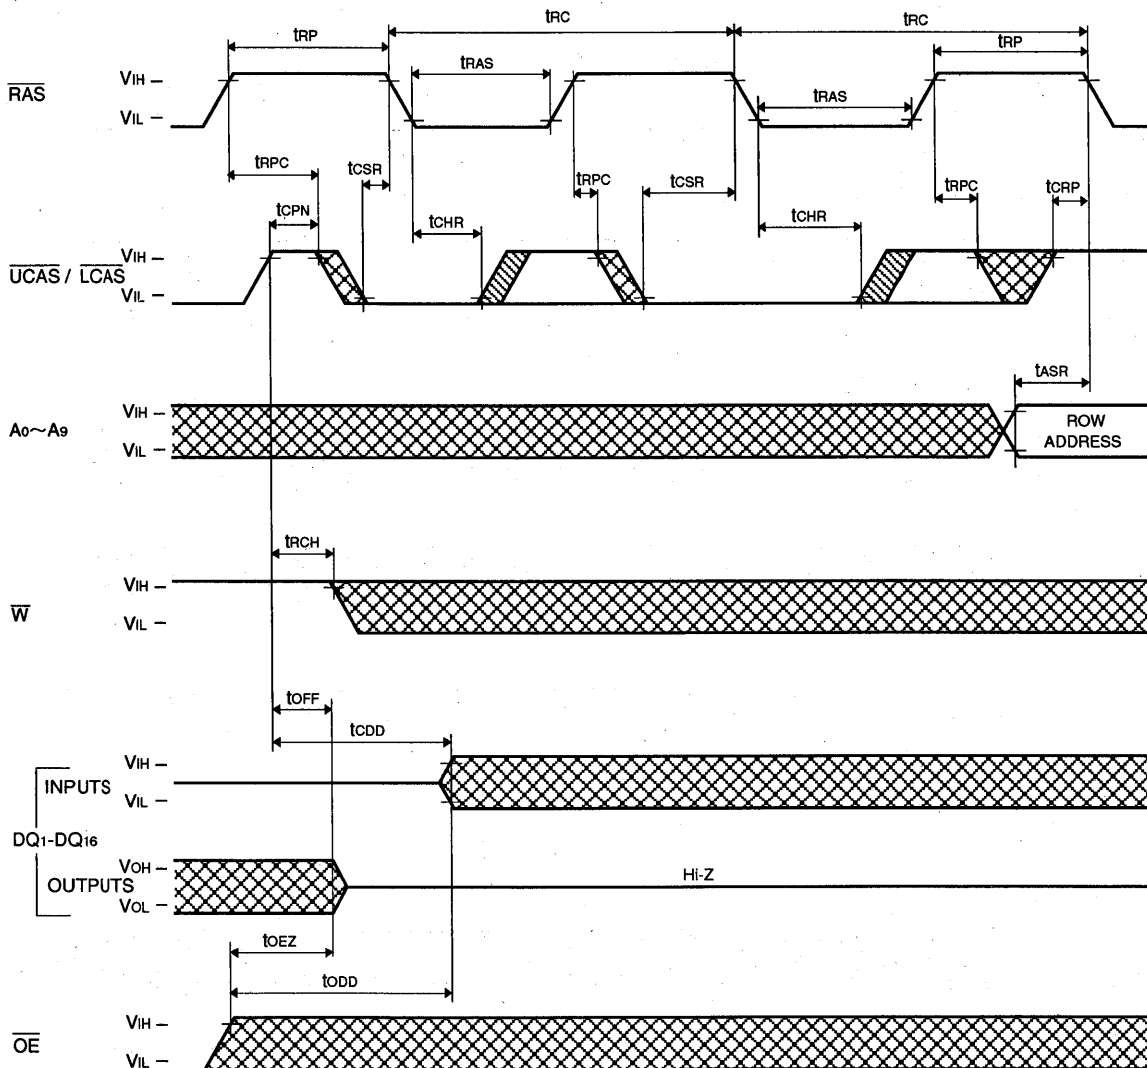 tRC tRC
tRP tRP
tRAS tRAS
RAS VIH
VIL
tRPC tCSR tRPC tCSR tRPC tCRP
tCPN tCHR tCHR
UCAS / LCAS VIH
VIL
tASR
A0~A9 VIH ROW
VIL ADDRESS
tRCH
W VIH
VIL
tOFF
tCDD
INPUTS VIH
VIL
DQ1-DQ16
OUTPUTS VOH Hi-Z
VOL
tOEZ
tODD
OE VIH
VIL